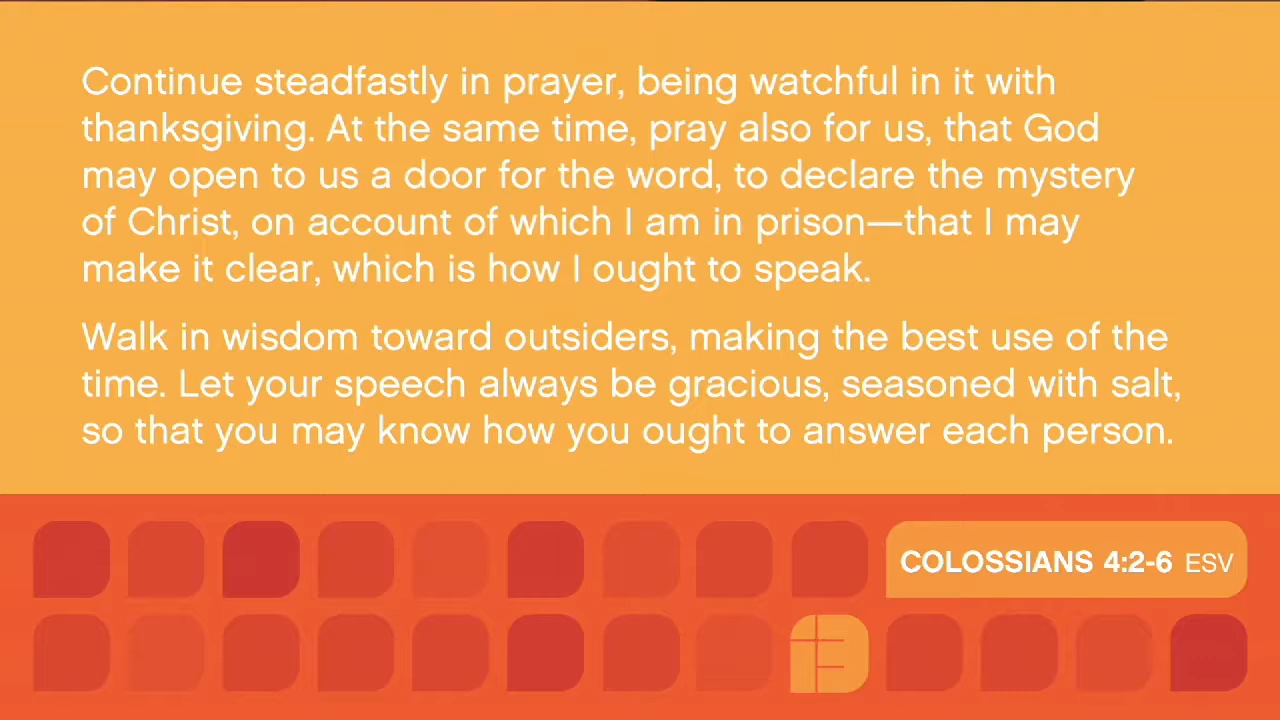 Continue steadfastly in prayer, being watchful in it with
thanksgiving. At the same time, pray also for us, that God
may open to us a door for the word, to declare the mystery
of Christ, on account of which I am in prison—that I may
make it clear, which is how I ought to speak.
Walk in wisdom toward outsiders, making the best use of the
time. Let your speech always be gracious, seasoned with salt,
so that you may know how you ought to answer each person.
COLOSSIANS 4:2-6 ESV